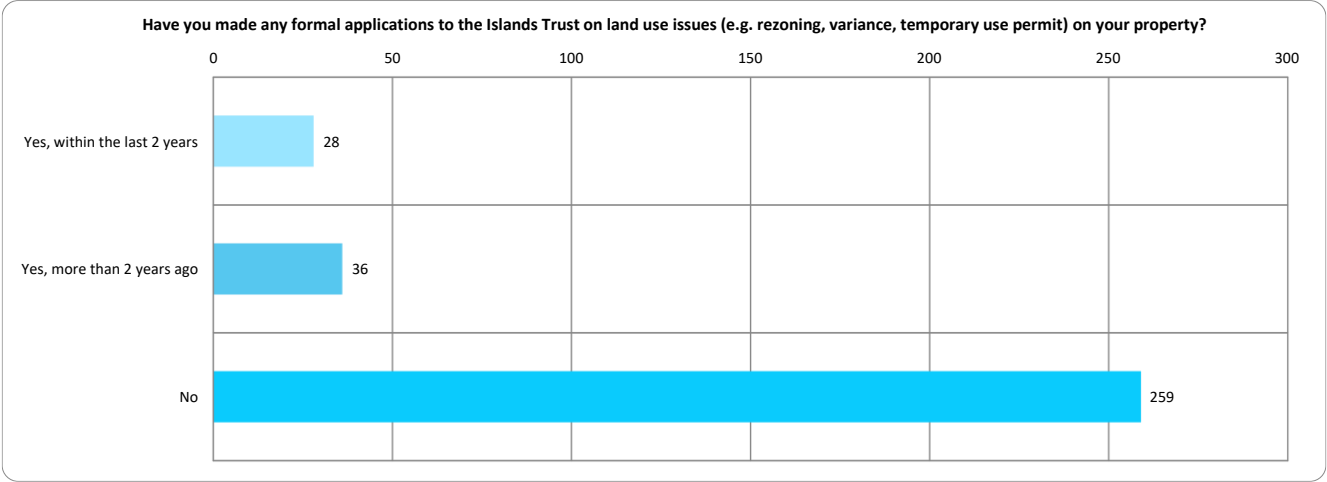 Have you made any formal applications to the Islands Trust on land use issues (e.g. rezoning, variance, temporary use permit) on your property?
0 50 100 150 200 250 300
Yes, within the last 2 years 28
Yes, more than 2 years ago 36
No 259